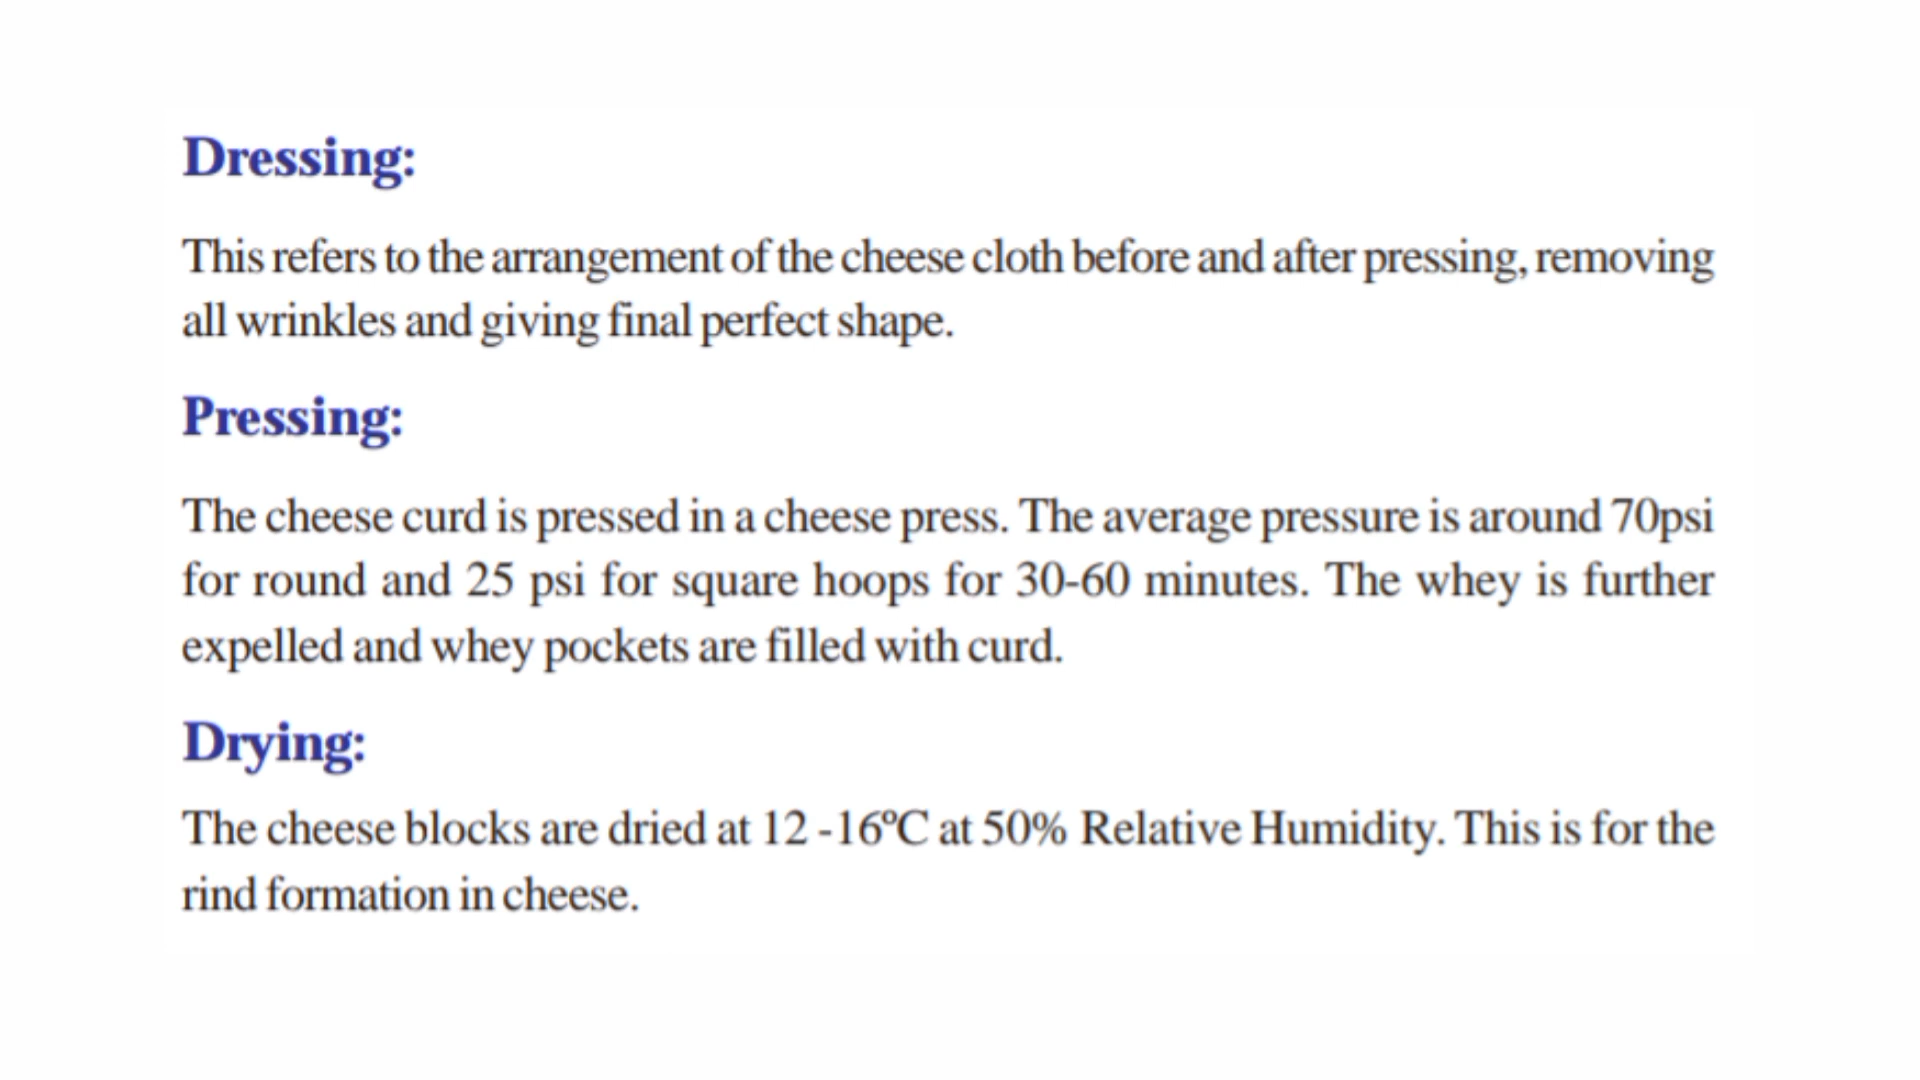 Dressing:
This refers to the arrangement of the cheese cloth before and after pressing, removing
all wrinkles and giving final perfect shape.
Pressing:
The cheese curd is pressed in a cheese press. The average pressure is around 70psi
for round and 25 psi for square hoops for 30-60 minutes. The whey is further
expelled and whey pockets are filled with curd.
Drying:
The cheese blocks are dried at 12 -16ºC at 50% Relative Humidity. This is for the
rind formation in cheese.